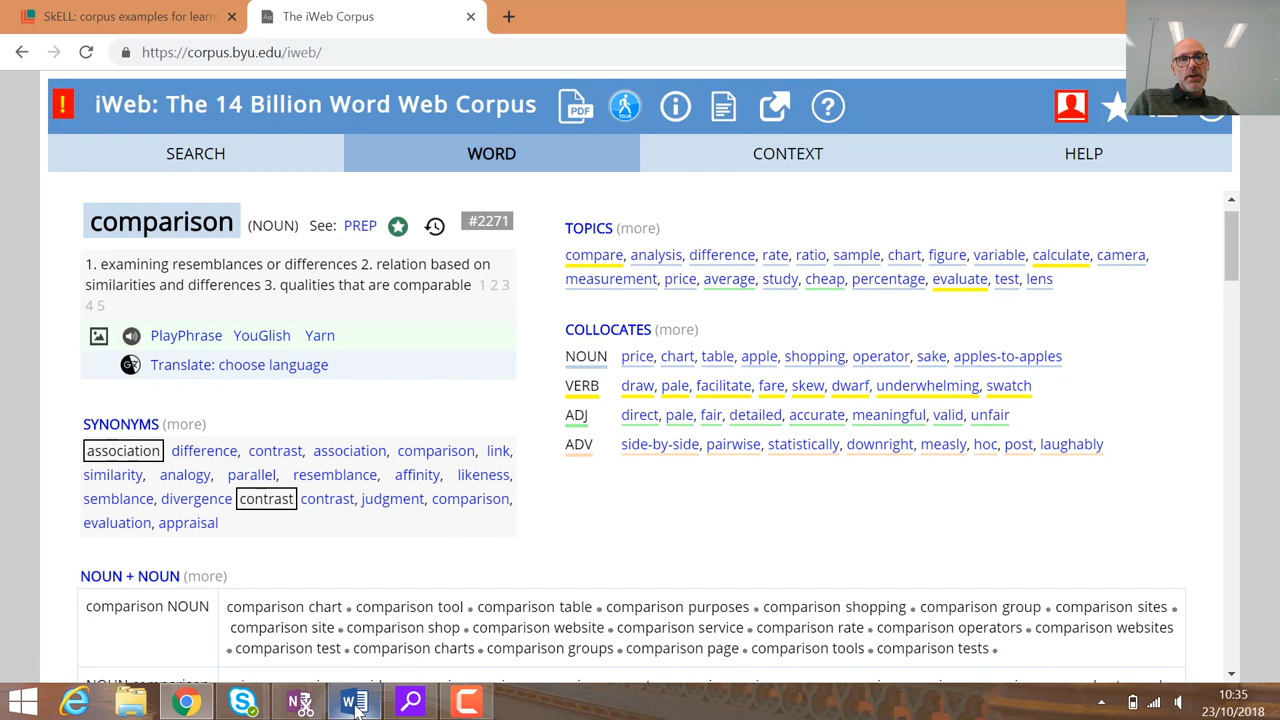 SkELL: corpus examples for learn
The iWeb Corpus
https://corpus.byu.edu/iweb/
! iWeb: The 14 Billion Word Web Corpus PDF TOUR
SEARCH WORD CONTEXT HELP
comparison (NOUN) See: PREP #2271
1. examining resemblances or differences 2. relation based on
similarities and differences 3. qualities that are comparable 1 2 3
4 5
PlayPhrase YouGlish Yarn
Translate: choose language
SYNONYMS (more)
association difference, contrast, association, comparison, link,
similarity, analogy, parallel, resemblance, affinity, likeness,
semblance, divergence contrast contrast, judgment, comparison,
evaluation, appraisal
TOPICS (more)
compare, analysis, difference, rate, ratio, sample, chart, figure, variable, calculate, camera,
measurement, price, average, study, cheap, percentage, evaluate, test, lens
COLLOCATES (more)
NOUN price, chart, table, apple, shopping, operator, sake, apples-to-apples
VERB draw, pale, facilitate, fare, skew, dwarf, underwhelming, swatch
ADJ direct, pale, fair, detailed, accurate, meaningful, valid, unfair
ADV side-by-side, pairwise, statistically, downright, measly, hoc, post, laughably
NOUN + NOUN (more)
comparison NOUN comparison chart • comparison tool • comparison table • comparison purposes • comparison shopping • comparison group • comparison sites •
comparison site • comparison shop • comparison website • comparison service • comparison rate • comparison operators • comparison websites
• comparison test • comparison charts • comparison groups • comparison page • comparison tools • comparison tests •
10:35
23/10/2018